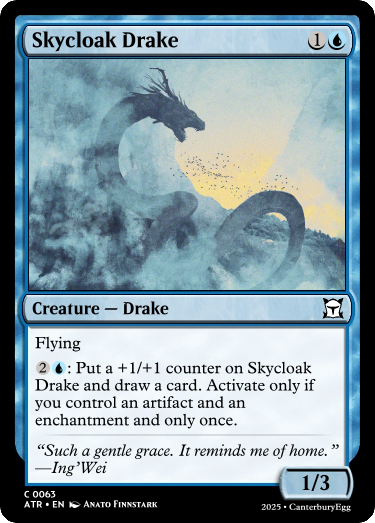 Skycloak Drake 1
Creature — Drake
Flying
2: Put a +1/+1 counter on Skycloak
Drake and draw a card. Activate only if
you control an artifact and an
enchantment and only once.
“Such a gentle grace. It reminds me of home.”
—Ing’Wei
1/3
C 0063
ATR • EN ANATO FINNSTARK
2025 • CanterburyEgg